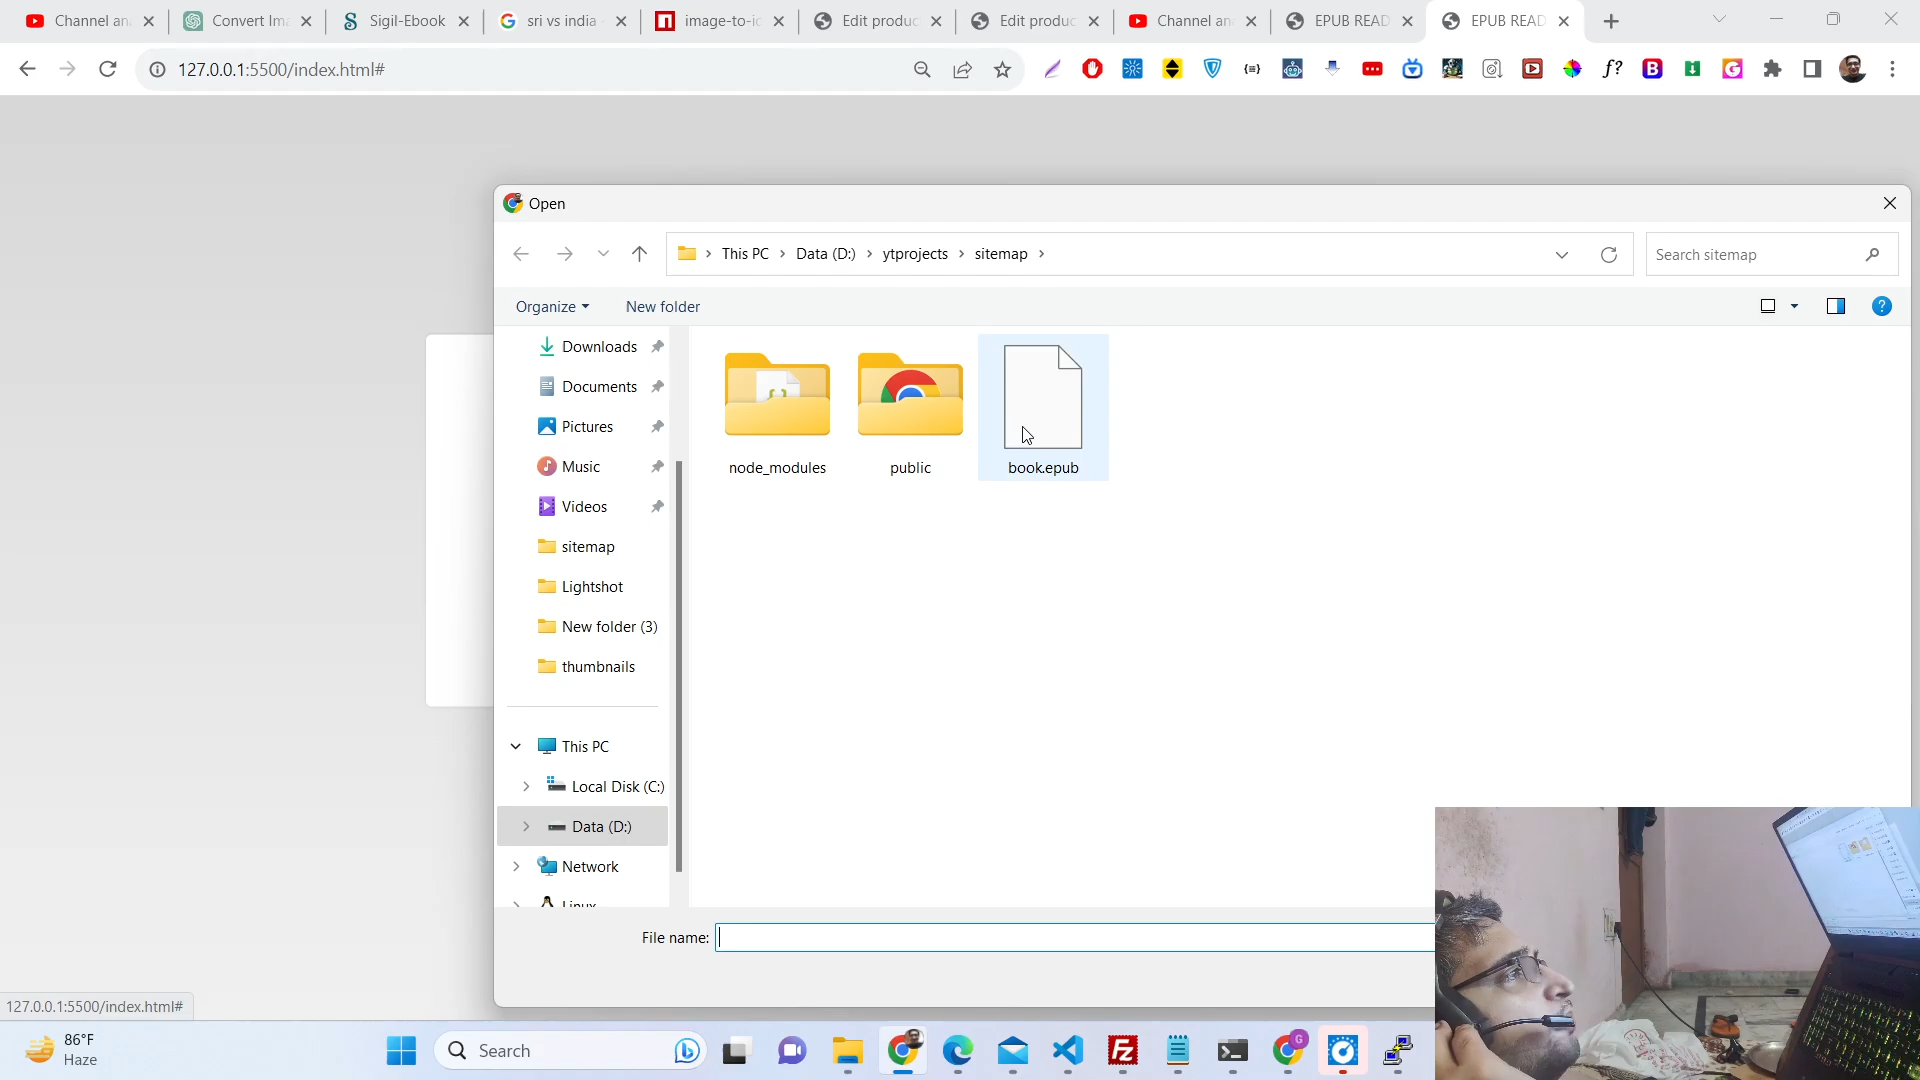 Channel an
Convert Im
Sigil-Ebook
sri vs india
image-to-ic
Edit produc
Edit produc
Channel an
EPUB READ
EPUB READ
127.0.0.1:5500/index.html#
Open
This PC
Data (D:)
ytprojects
sitemap
Search sitemap
Organize
New folder
Downloads
Documents
Pictures
Music
Videos
sitemap
Lightshot
New folder (3)
thumbnails
This PC
Local Disk (C:)
Data (D:)
Network
Linux
node_modules
public
book.epub
File name:
127.0.0.1:5500/index.html#
86°F
Haze
Search